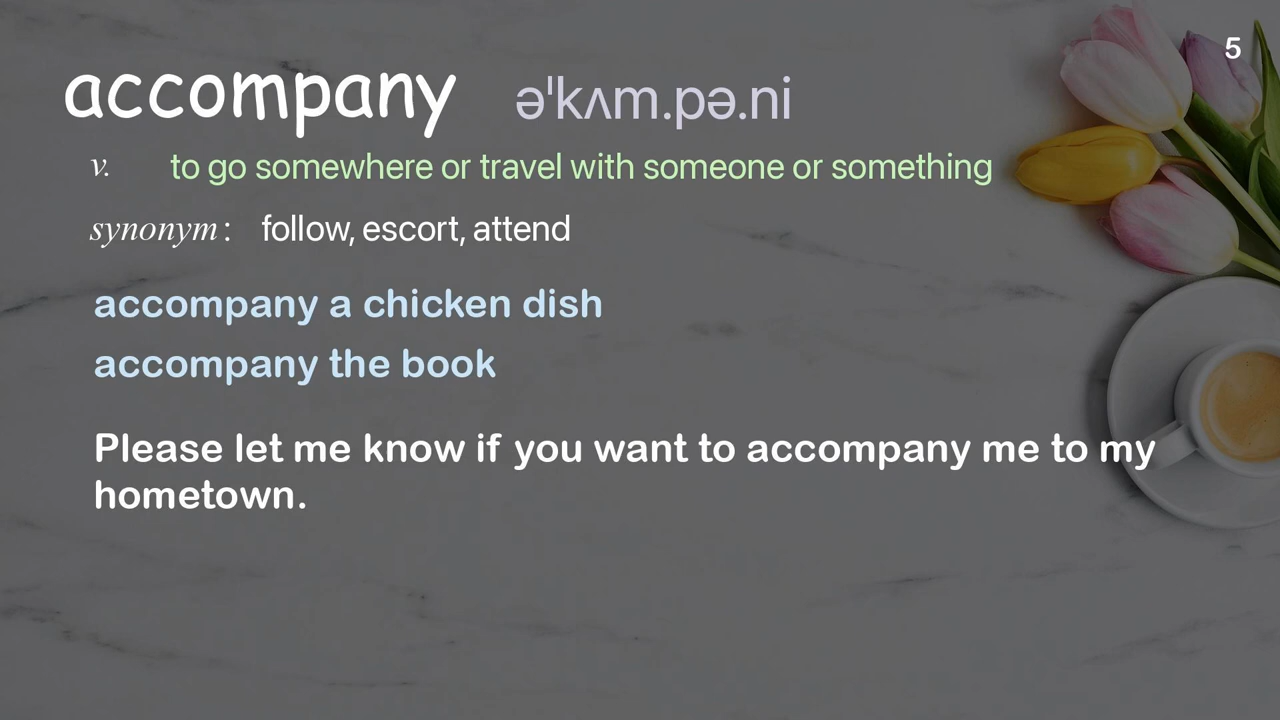 5
accompany əˈkʌm.pə.ni
v. to go somewhere or travel with someone or something
synonym: follow, escort, attend
accompany a chicken dish
accompany the book
Please let me know if you want to accompany me to my
hometown.